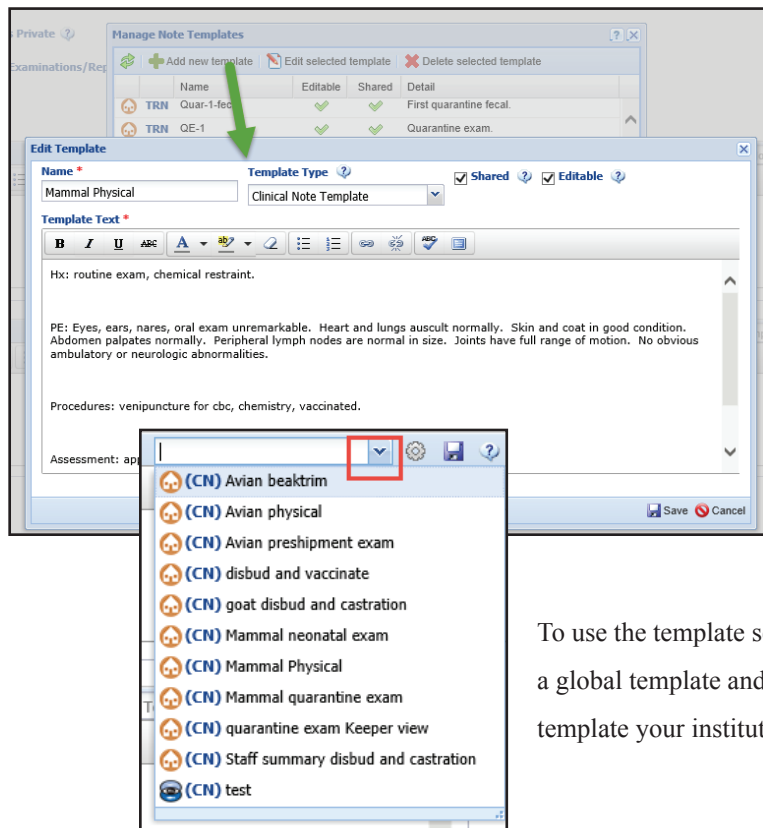 s Private
Examinations/Rep
Manage Note Templates
Add new template Edit selected template Delete selected template
Name Editable Shared Detail
TRN Quar-1-fec First quarantine fecal.
TRN QE-1 Quarantine exam.
Edit Template
Name * Template Type Shared Editable
Mammal Physical Clinical Note Template
Template Text *
B I U ABC A ab ABC
Hx: routine exam, chemical restraint.
PE: Eyes, ears, nares, oral exam unremarkable. Heart and lungs auscult normally. Skin and coat in good condition.
Abdomen palpates normally. Peripheral lymph nodes are normal in size. Joints have full range of motion. No obvious
ambulatory or neurologic abnormalities.
Procedures: venipuncture for cbc, chemistry, vaccinated.
Assessment: app
Save Cancel
(CN) Avian beaktrim
(CN) Avian physical
(CN) Avian preshipment exam
(CN) disbud and vaccinate
(CN) goat disbud and castration
(CN) Mammal neonatal exam
(CN) Mammal Physical
(CN) Mammal quarantine exam
(CN) quarantine exam Keeper view
(CN) Staff summary disbud and castration
(CN) test
To use the template se
a global template and
template your institut